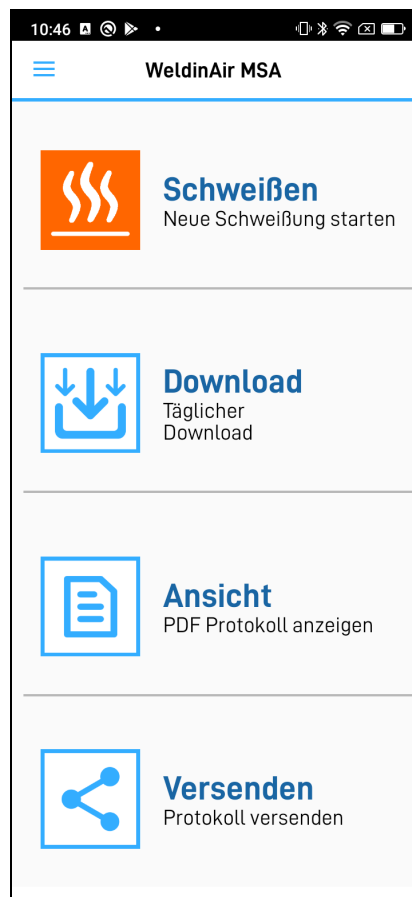 10:46
WeldinAir MSA
Schweißen
Neue Schweißung starten
Download
Täglicher
Download
Ansicht
PDF Protokoll anzeigen
Versenden
Protokoll versenden